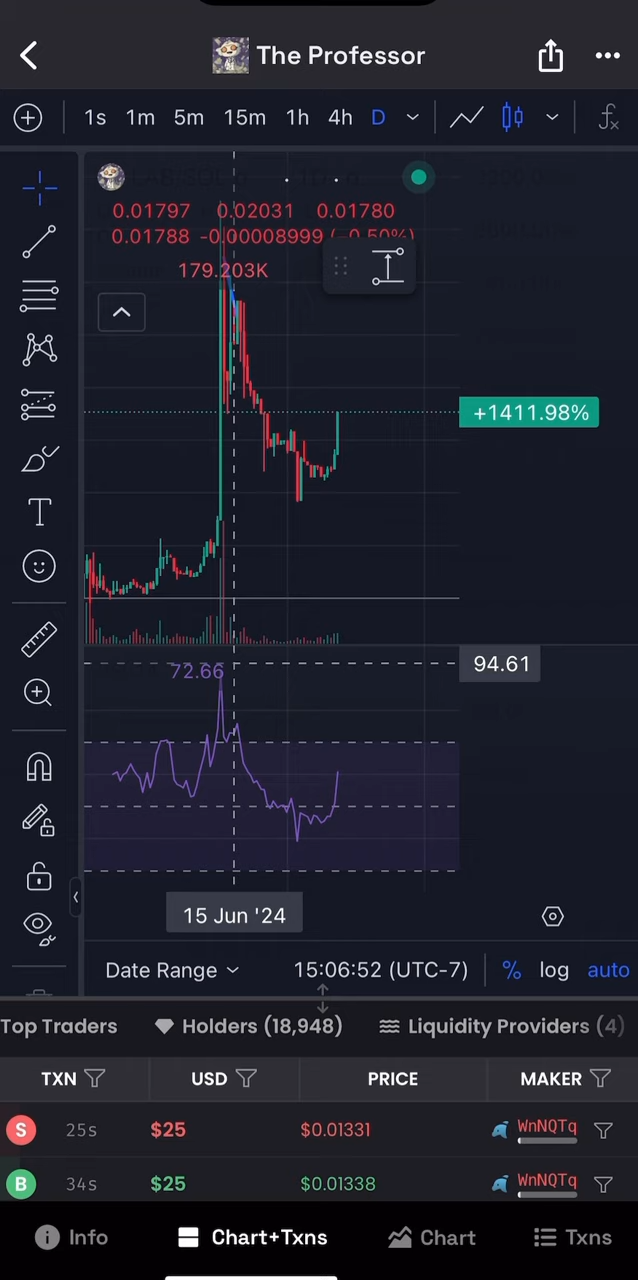 The Professor
1s 1m 5m 15m 1h 4h D
0.01797 0.02031 0.01780
0.01788 -0.00008999 (−0.50%)
179.203K
+1411.98%
72.66
94.61
15 Jun '24
Date Range 15:06:52 (UTC-7) % log auto
Top Traders Holders (18,948) Liquidity Providers (4)
TXN USD PRICE MAKER
S 25s $25 $0.01331 WnNQTq
B 34s $25 $0.01338 WnNQTq
Info Chart+Txns Chart Txns